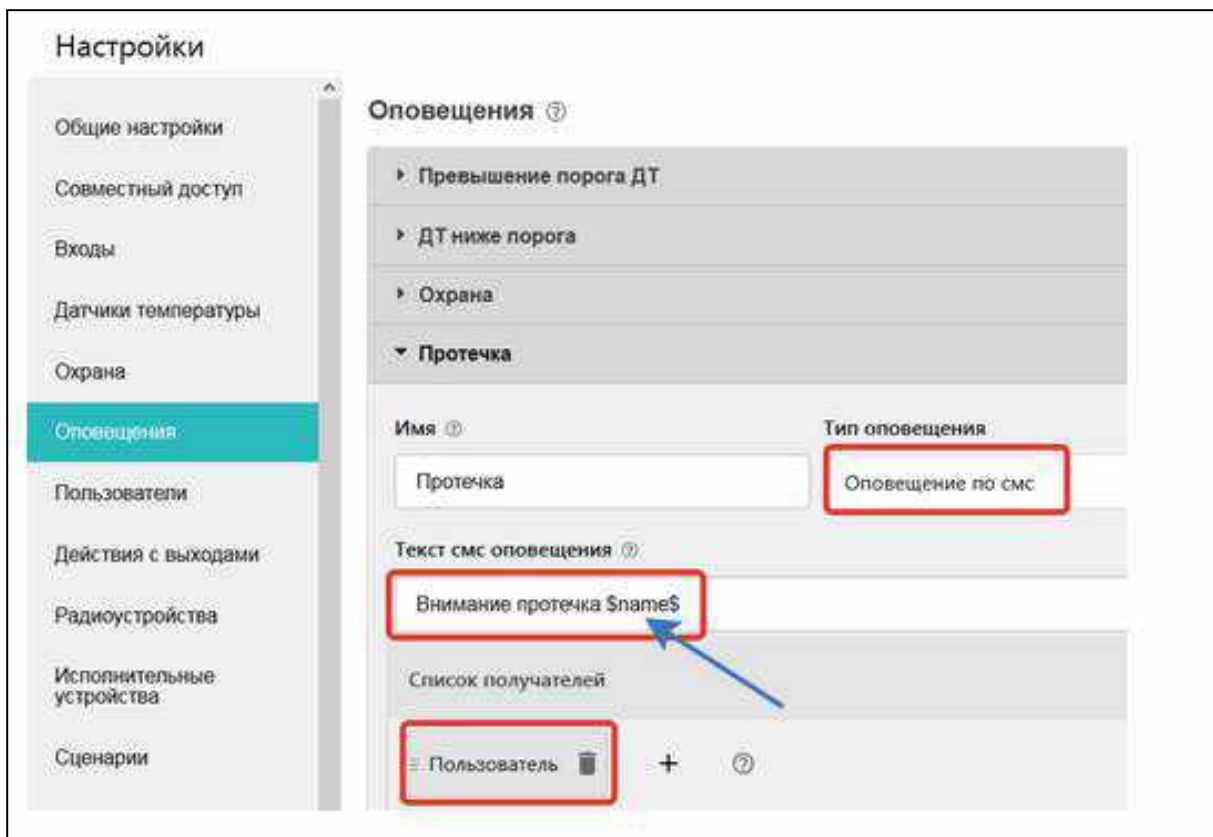 Настройки
Общие настройки
Совместный доступ
Входы
Датчики температуры
Охрана
Оповещения
Пользователи
Действия с выходами
Радиоустройства
Исполнительные
устройства
Сценарии
Оповещения ?
Превышение порога ДТ
ДТ ниже порога
Охрана
Протечка
Имя ?
Тип оповещения
Протечка
Оповещение по смс
Текст смс оповещения ?
Внимание протечка $name$
Список получателей
Пользователь + ?